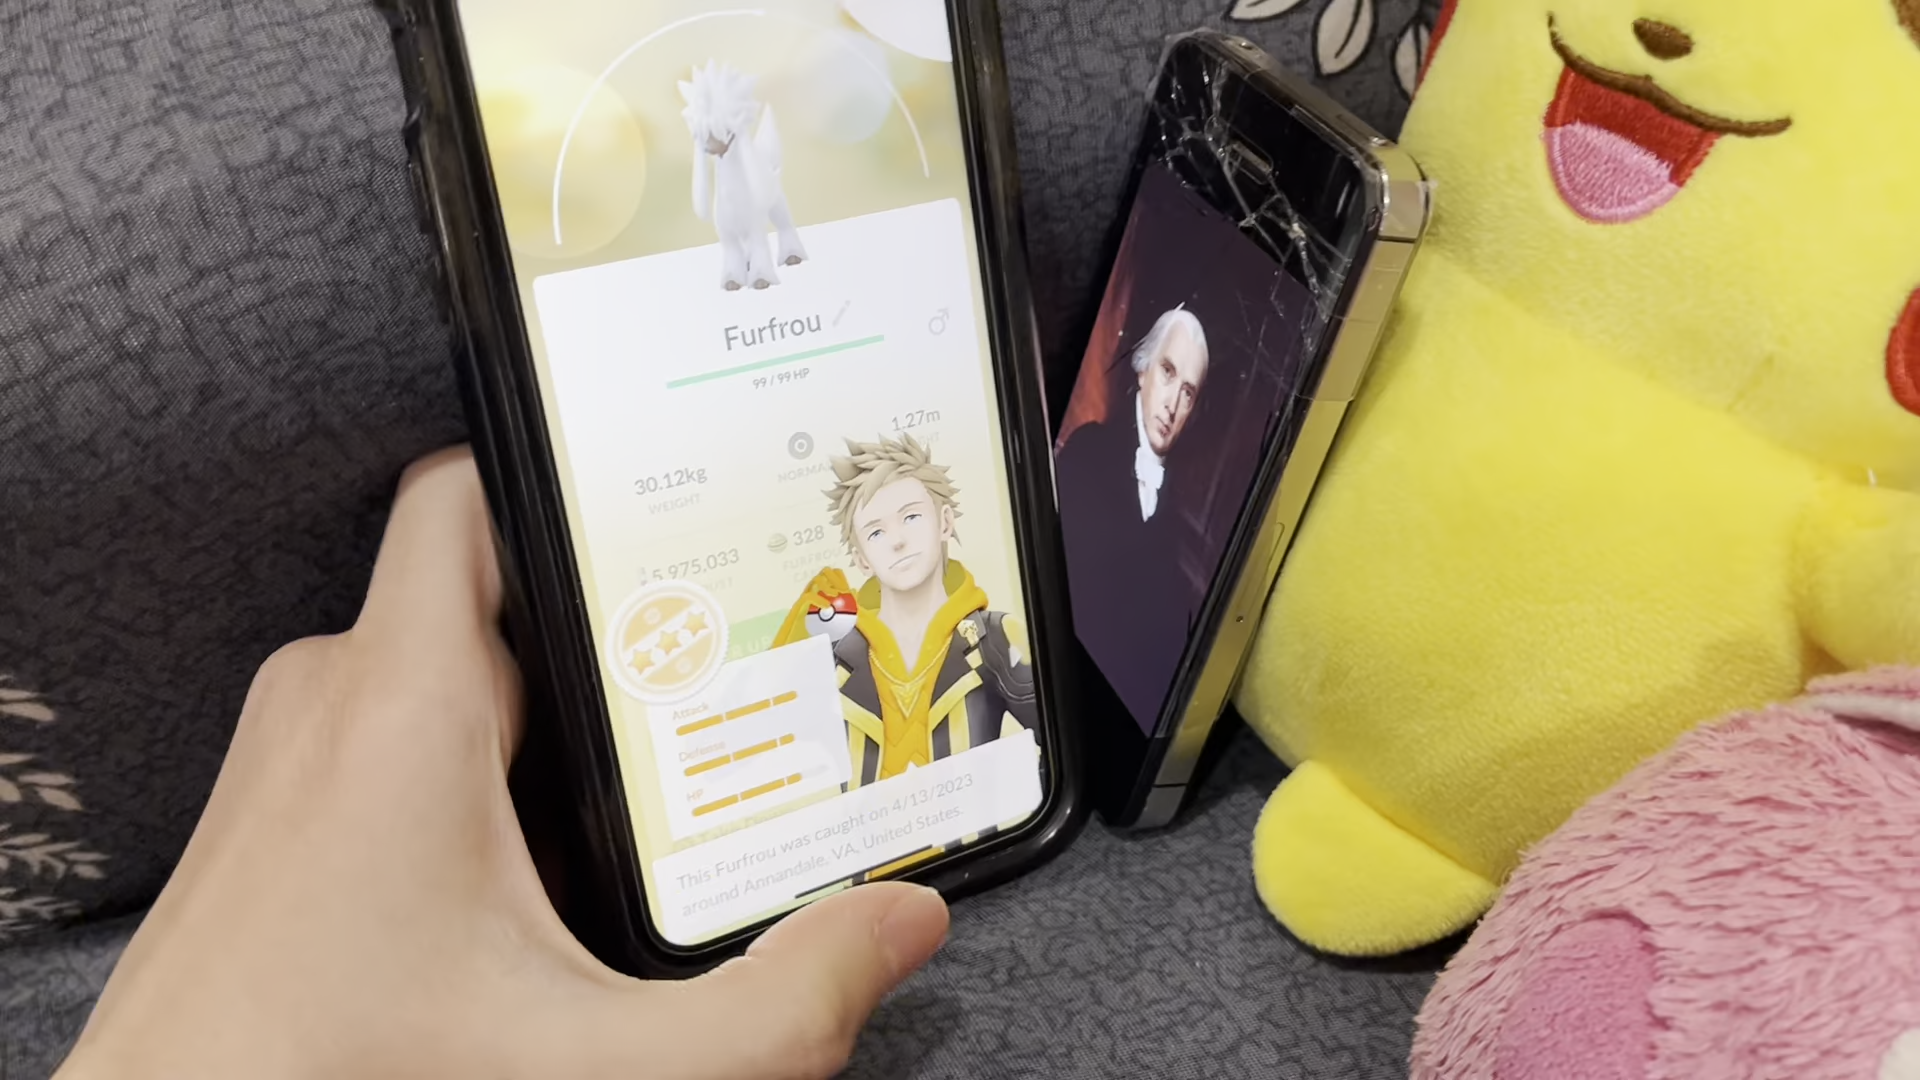 Furfrou
99 / 99 HP
30.12kg
WEIGHT
NORMA
1.27m
5,975,033
328
Attack
Defense
HP
This Furfrou was caught on 4/13/2023
around Annandale, VA, United States.